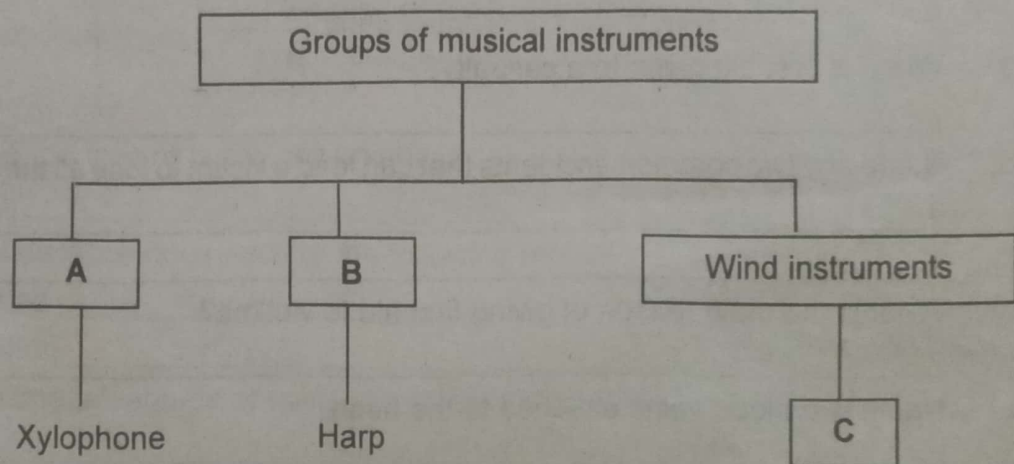 Groups of musical instruments
A
B
Wind instruments
Xylophone
Harp
C